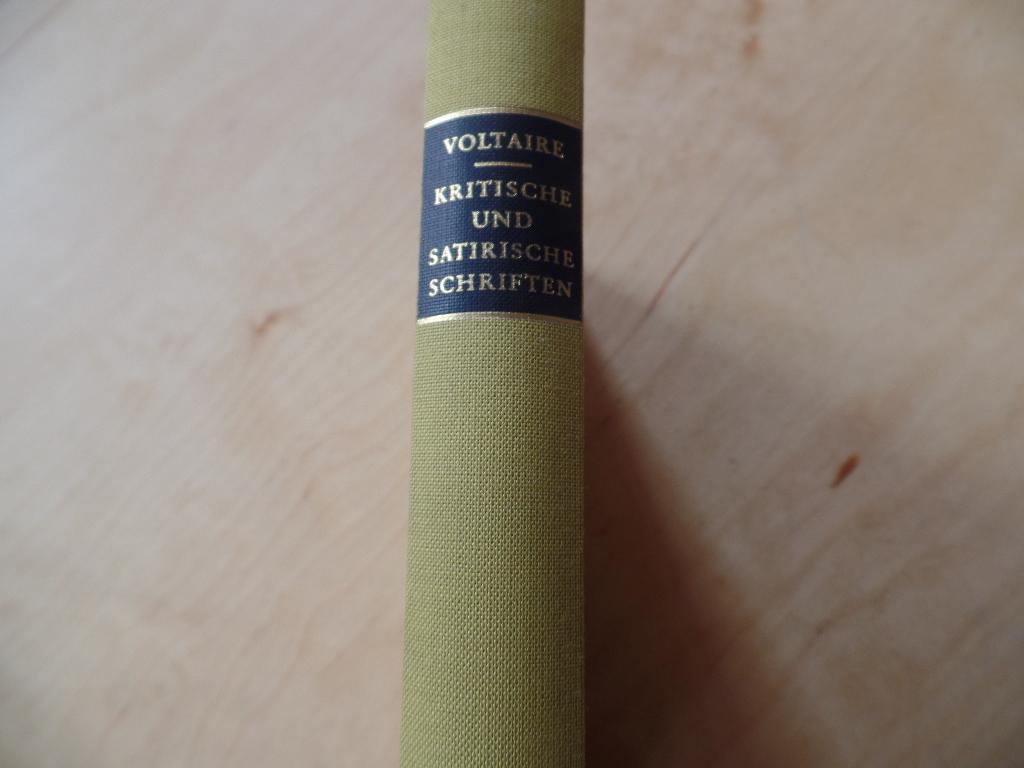 VOLTAIRE
KRITISCHE
UND
SATIRISCHE
SCHRIFTEN